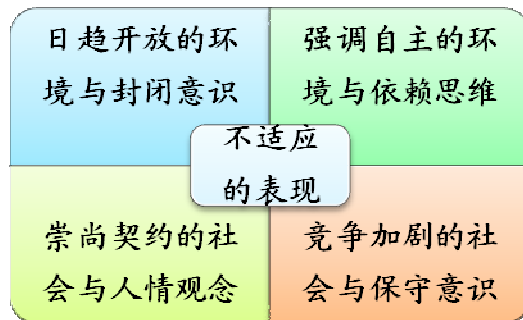 日趋开放的环
境与封闭意识
强调自主的环
境与依赖思维
不适应
的表现
崇尚契约的社
会与人情观念
竞争加剧的社
会与保守意识